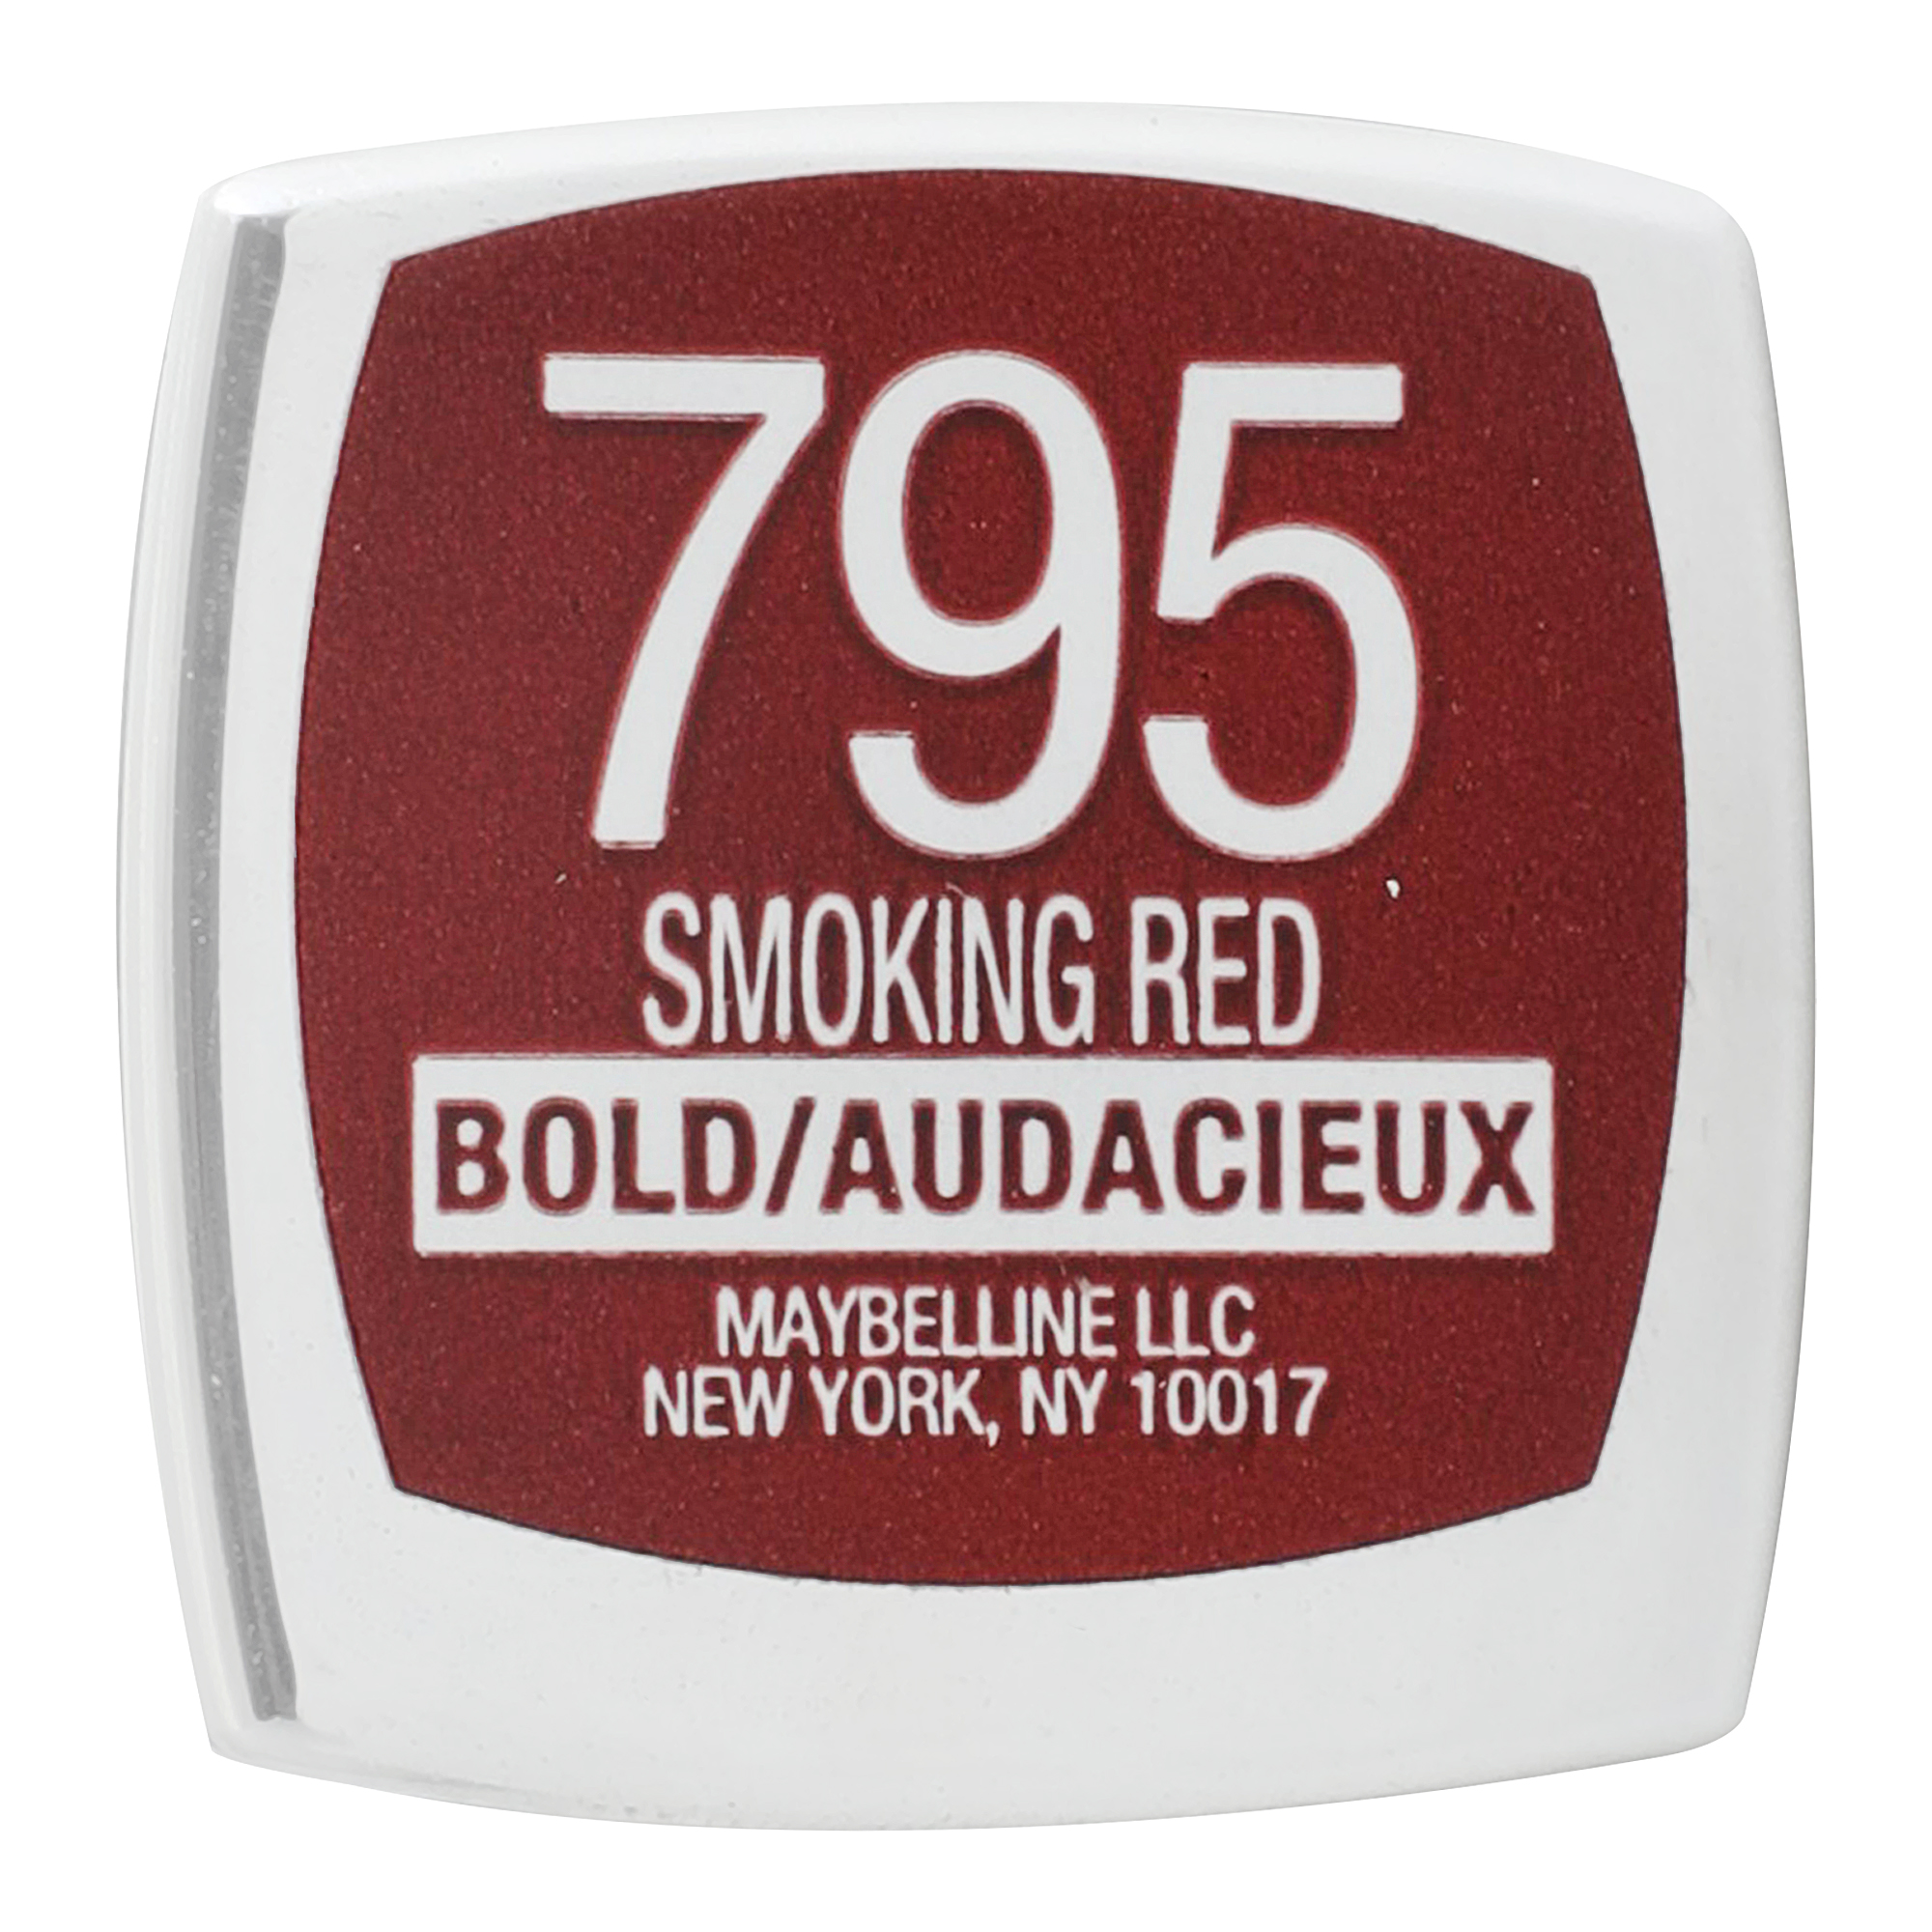 795
SMOKING RED
BOLD/AUDACIEUX
MAYBELLINE LLC
NEW YORK, NY 10017